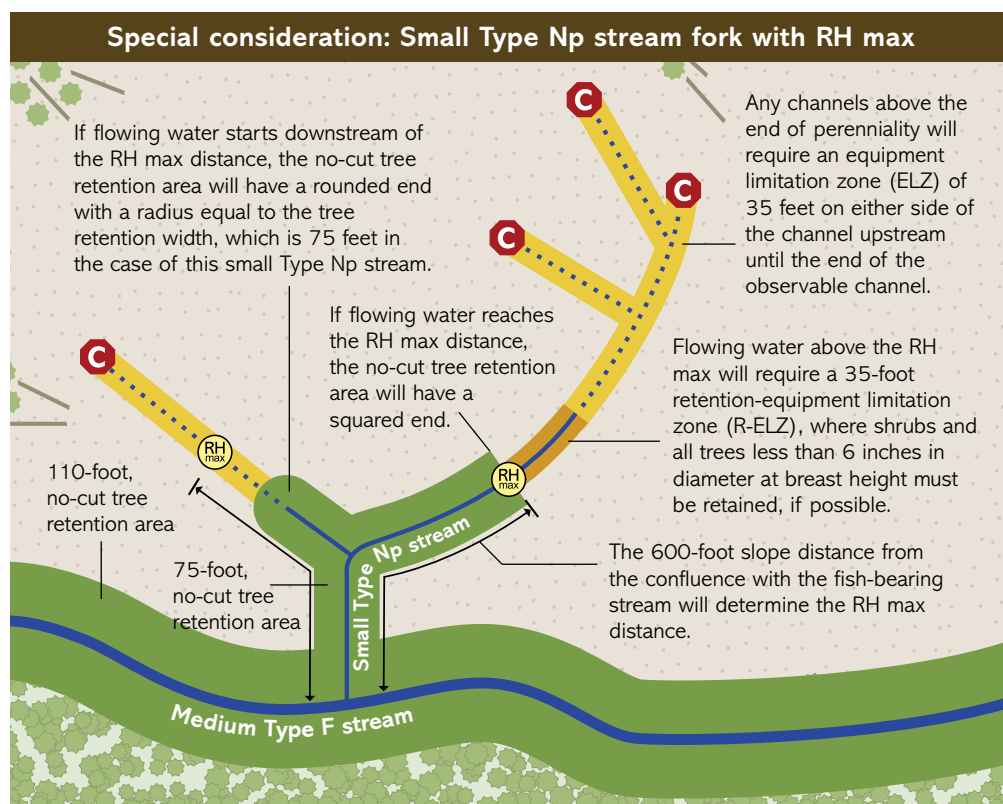 Special consideration: Small Type Np stream fork with RH max
If flowing water starts downstream of
the RH max distance, the no-cut tree
retention area will have a rounded end
with a radius equal to the tree
retention width, which is 75 feet in
the case of this small Type Np stream.
C
C
C
Any channels above the
end of perenniality will
require an equipment
limitation zone (ELZ) of
35 feet on either side of
the channel upstream
until the end of the
observable channel.
If flowing water reaches
the RH max distance,
the no-cut tree retention
area will have a
squared end.
Flowing water above the RH
max will require a 35-foot
retention-equipment limitation
zone (R-ELZ), where shrubs and
all trees less than 6 inches in
diameter at breast height must
be retained, if possible.
C
RH
max
RH
max
110-foot,
no-cut tree
retention area
75-foot,
no-cut tree
retention area
Small Type Np stream
The 600-foot slope distance from
the confluence with the fish-bearing
stream will determine the RH max
distance.
Medium Type F stream